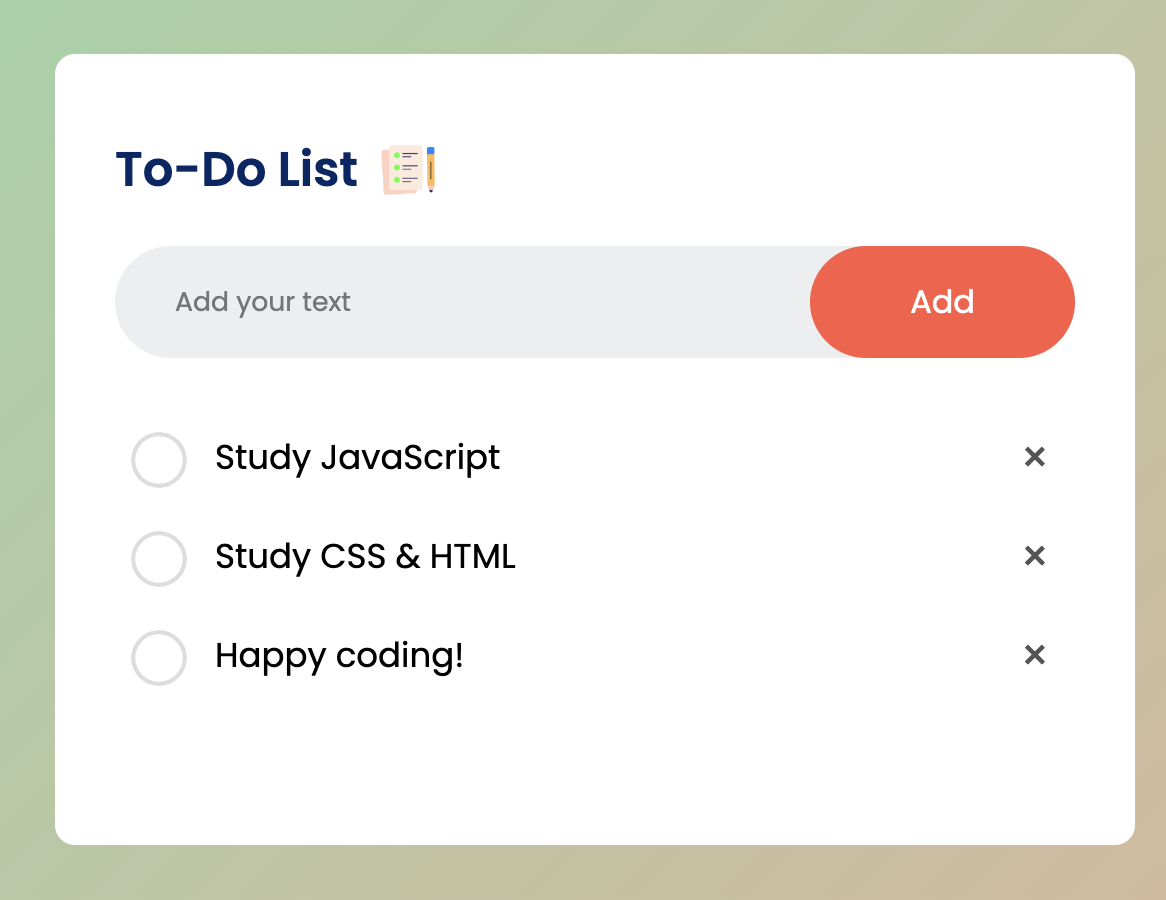 To-Do List
Add your text
Add
Study JavaScript
Study CSS & HTML
Happy coding!